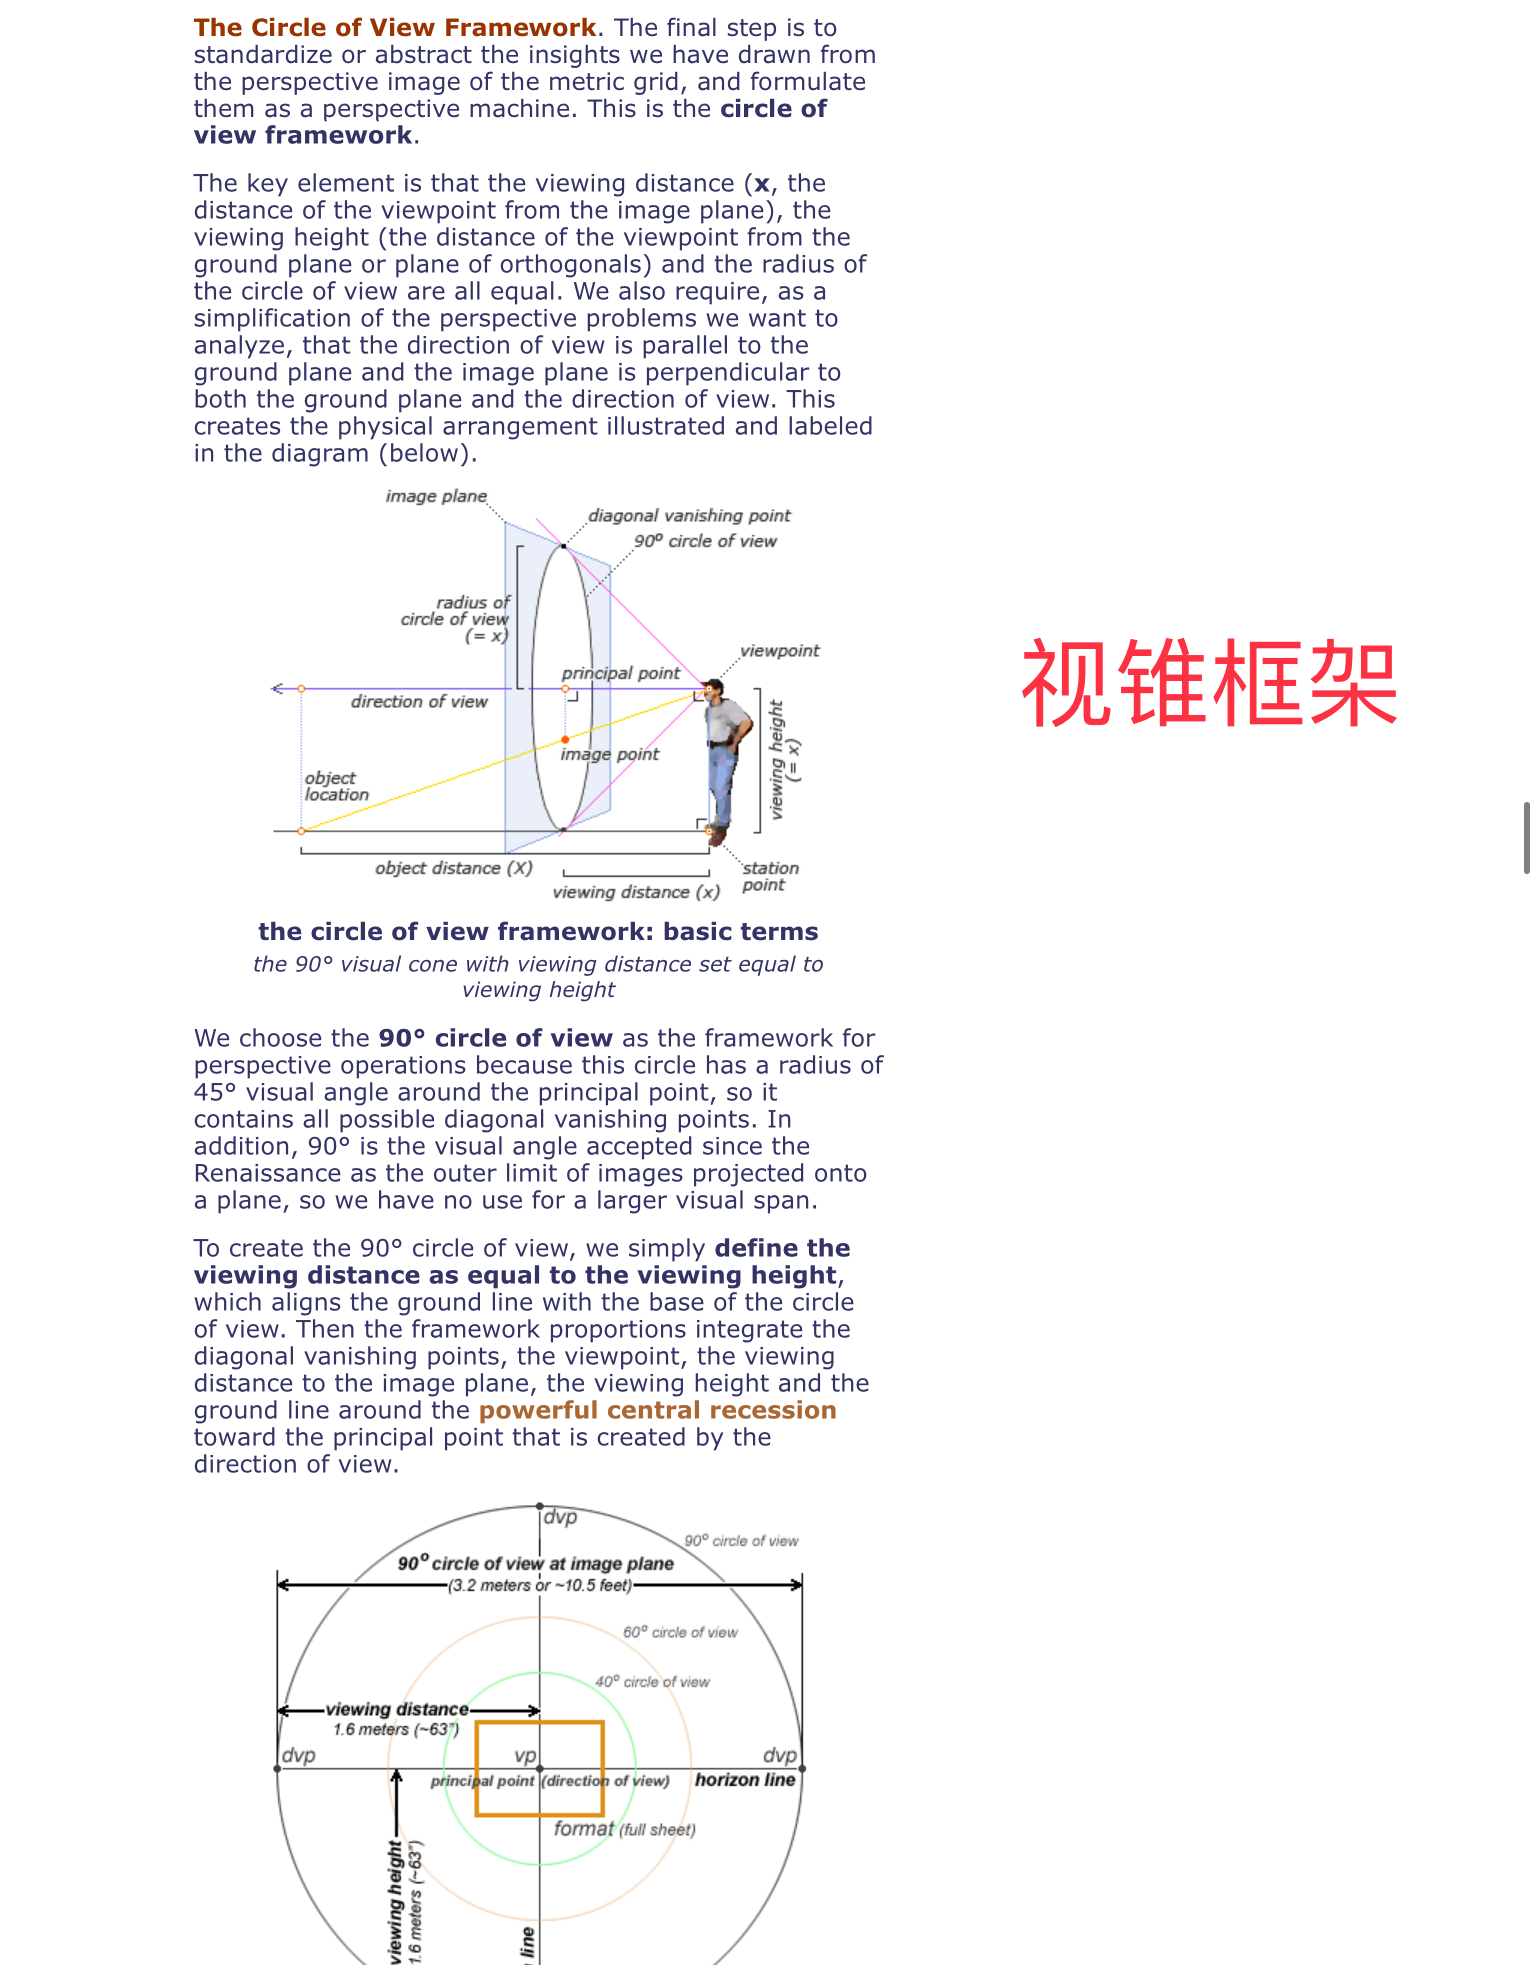 The Circle of View Framework. The final step is to
standardize or abstract the insights we have drawn from
the perspective image of the metric grid, and formulate
them as a perspective machine. This is the circle of
view framework.
The key element is that the viewing distance (x, the
distance of the viewpoint from the image plane), the
viewing height (the distance of the viewpoint from the
ground plane or plane of orthogonals) and the radius of
the circle of view are all equal. We also require, as a
simplification of the perspective problems we want to
analyze, that the direction of view is parallel to the
ground plane and the image plane is perpendicular to
both the ground plane and the direction of view. This
creates the physical arrangement illustrated and labeled
in the diagram (below).
image plane
diagonal vanishing point
90º circle of view
radius of
circle of view
(= x)
viewpoint
principal point
direction of view
视锥框架
viewing height
(= x)
image point
object
location
object distance (X)
station
point
viewing distance (x)
the circle of view framework: basic terms
the 90° visual cone with viewing distance set equal to
viewing height
We choose the 90° circle of view as the framework for
perspective operations because this circle has a radius of
45° visual angle around the principal point, so it
contains all possible diagonal vanishing points. In
addition, 90° is the visual angle accepted since the
Renaissance as the outer limit of images projected onto
a plane, so we have no use for a larger visual span.
To create the 90° circle of view, we simply define the
viewing distance as equal to the viewing height,
which aligns the ground line with the base of the circle
of view. Then the framework proportions integrate the
diagonal vanishing points, the viewpoint, the viewing
distance to the image plane, the viewing height and the
ground line around the powerful central recession
toward the principal point that is created by the
direction of view.
dvp
90º circle of view
90º circle of view at image plane
(3.2 meters or ~10.5 feet)
60º circle of view
40º circle of view
viewing distance
1.6 meters (~63")
dvp
vp
dvp
principal point (direction of view)
horizon line
format (full sheet)
viewing height
1.6 meters (~63")
line